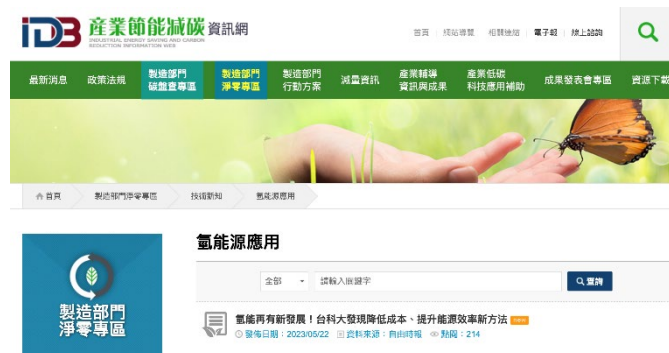 IDB 產業節能減碳資訊網
INDUSTRIAL ENERGY SAVING AND CARBON
REDUCTION INFORMATION WEB
首頁 網站導覽 相關連結 電子報 線上諮詢
最新消息 政策法規 製造部門 碳盤查專區 製造部門 淨零專區 製造部門 行動方案 減量資訊 產業輔導 資訊與成果 產業低碳 科技應用補助 成果發表會專區 資源下載
首頁 製造部門淨零專區 技術新知 氫能源應用
氫能源應用
全部 請輸入關鍵字 查詢
製造部門
淨零專區
氫能再有新發展！台科大發現降低成本、提升能源效率新方法
發佈日期：2023/05/22 資料來源：自由時報 點閱：214